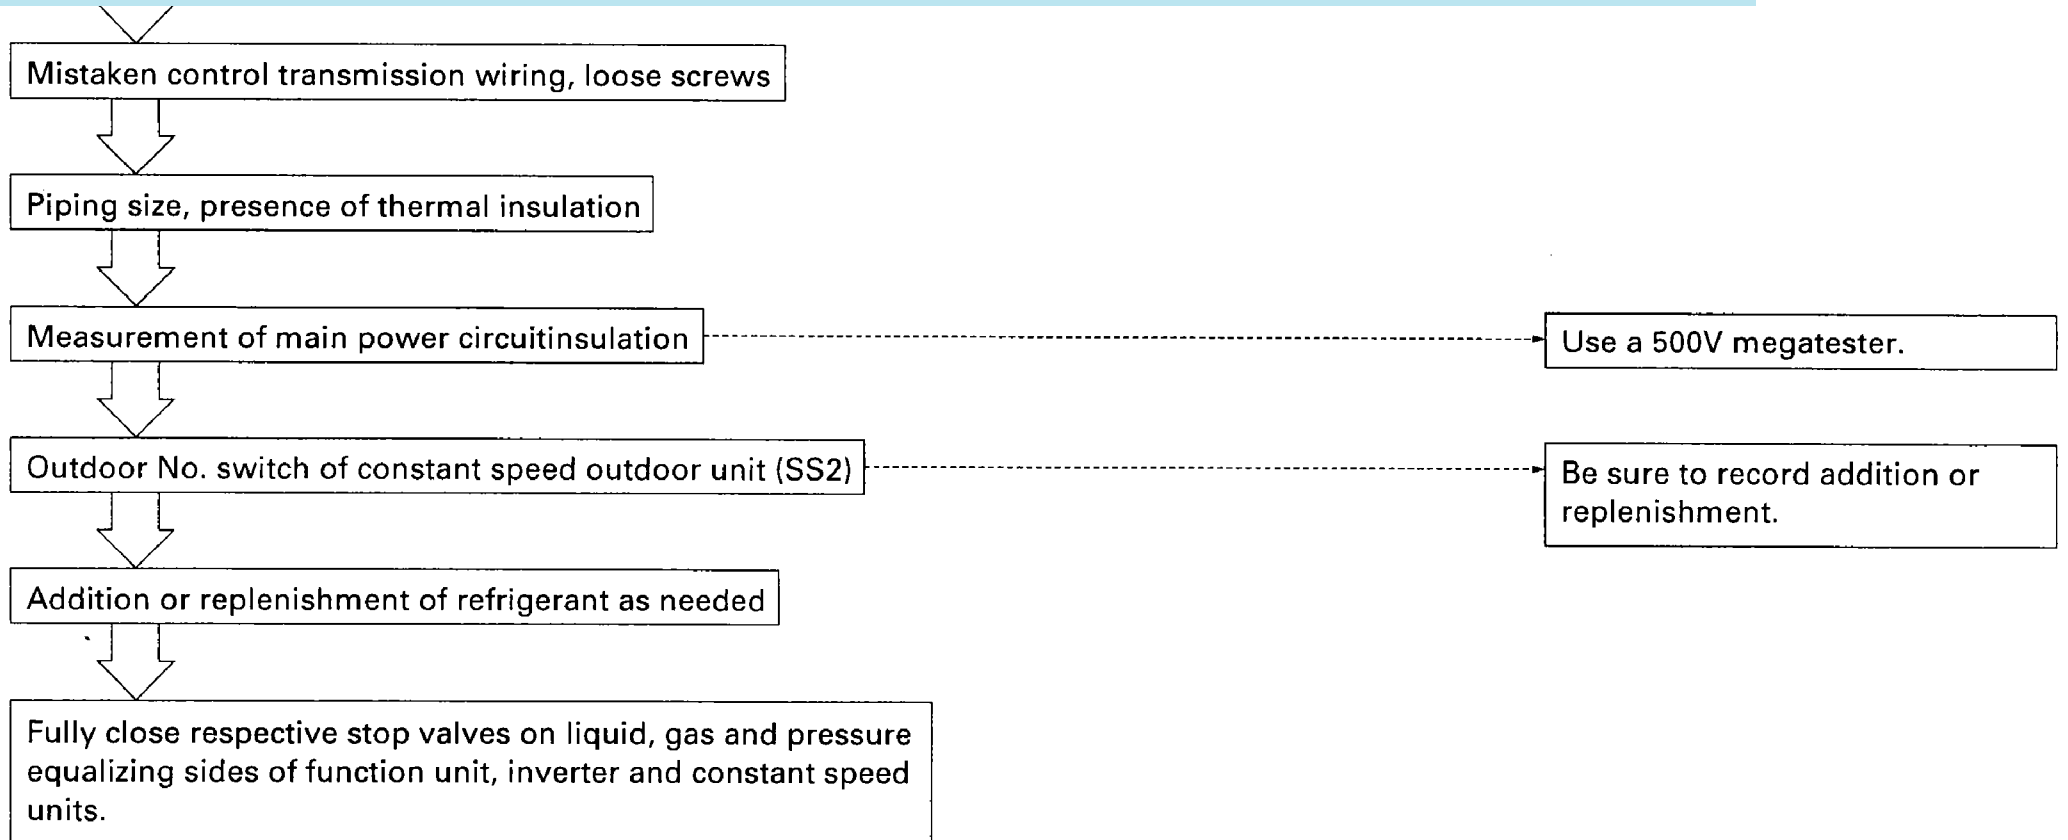 Mistaken control transmission wiring, loose screws
Piping size, presence of thermal insulation
Measurement of main power circuitinsulation
Use a 500V megatester.
Outdoor No. switch of constant speed outdoor unit (SS2)
Be sure to record addition or
replenishment.
Addition or replenishment of refrigerant as needed
Fully close respective stop valves on liquid, gas and pressure
equalizing sides of function unit, inverter and constant speed
units.